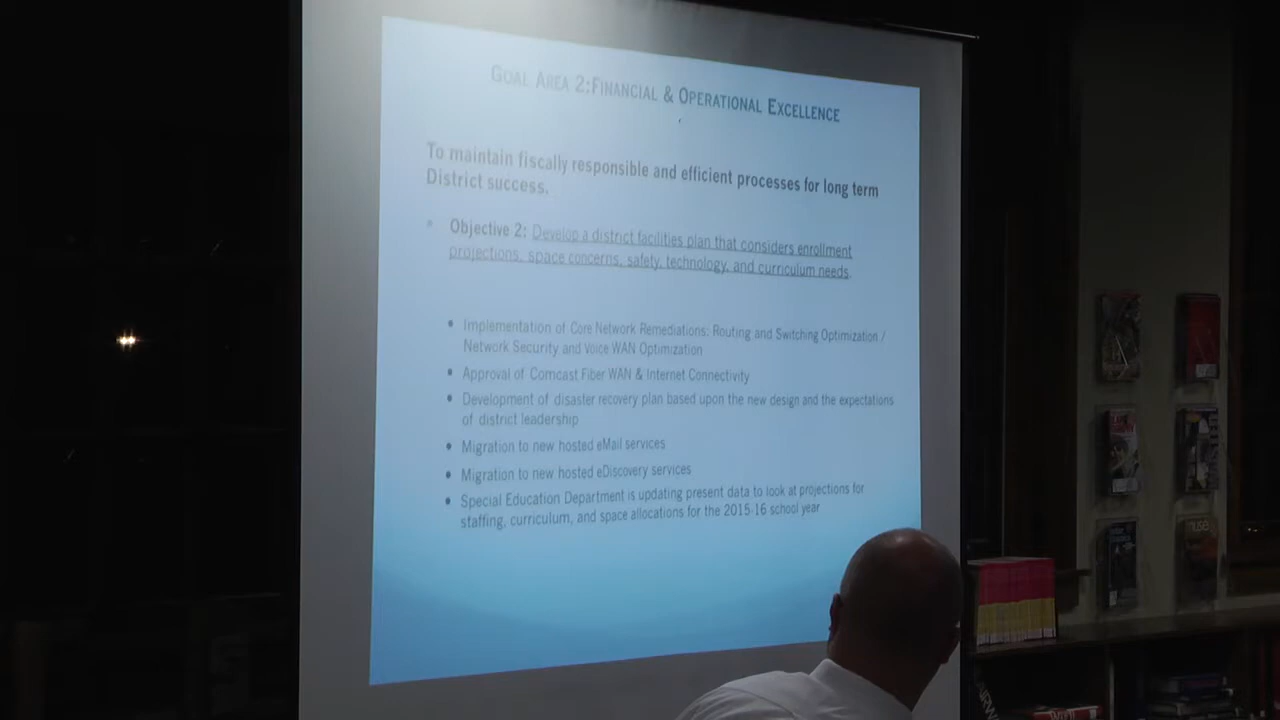 GOAL AREA 2:FINANCIAL & OPERATIONAL EXCELLENCE
To maintain fiscally responsible and efficient processes for long term
District success.
Objective 2: Develop a district facilities plan that considers enrollment
projections, space concerns, safety, technology, and curriculum needs.
Implementation of Core Network Remediations: Routing and Switching Optimization /
Network Security and Voice WAN Optimization
Approval of Comcast Fiber WAN & Internet Connectivity
Development of disaster recovery plan based upon the new design and the expectations
of district leadership
Migration to new hosted eMail services
Migration to new hosted eDiscovery services
Special Education Department is updating present data to look at projections for
staffing, curriculum, and space allocations for the 2015-16 school year